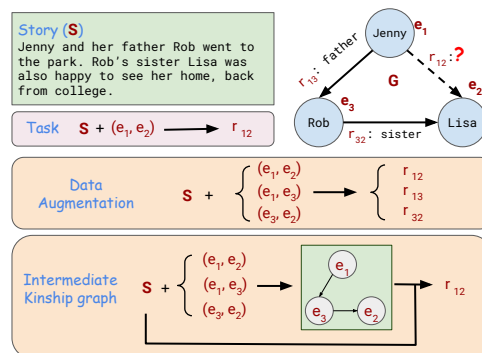 Story (S)
Jenny and her father Rob went to
the park. Rob's sister Lisa was
also happy to see her home, back
from college.
Task S + (e1, e2) r12
Jenny e1
r13: father
r12:?
G
e3
e2
Rob
Lisa
r32: sister
Data
Augmentation
S +
(e1, e2)
(e1, e3)
(e3, e2)
r12
r13
r32
Intermediate
Kinship graph
S +
(e1, e2)
(e1, e3)
(e3, e2)
e1
e3 e2
r12